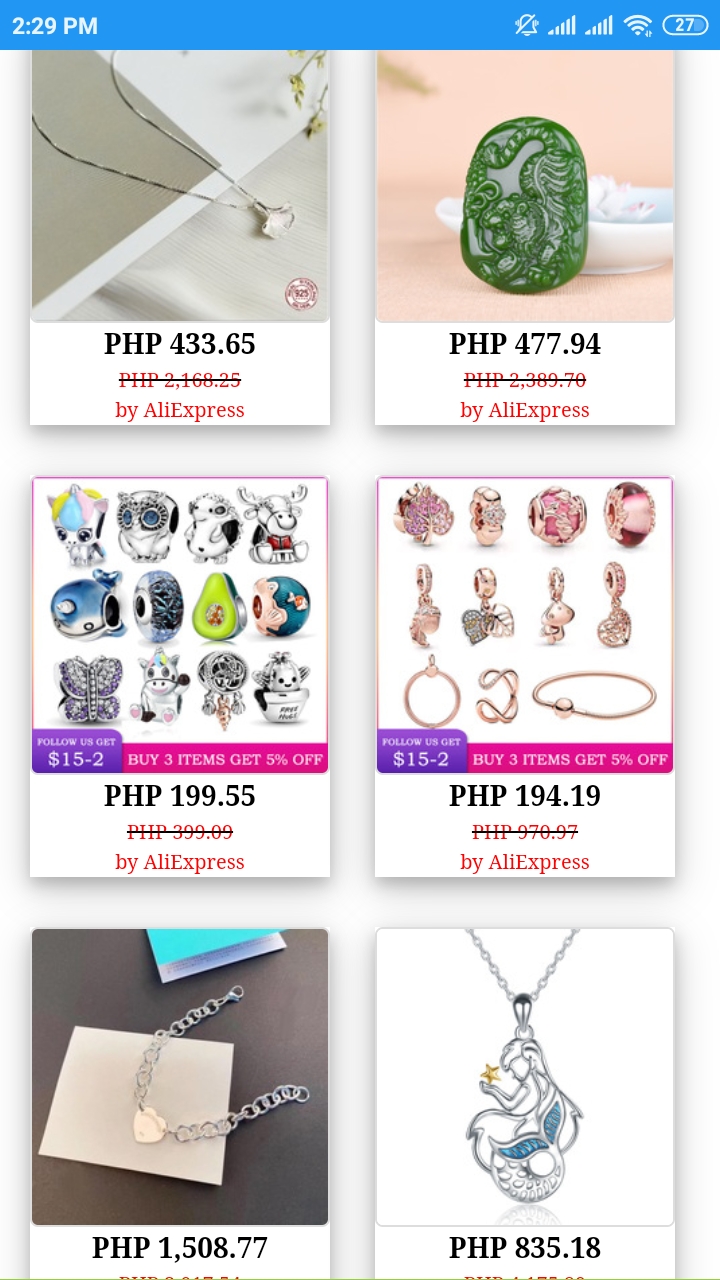 2:29 PM
27
925
PHP 433.65
PHP 2,168.25
by AliExpress
PHP 477.94
PHP 2,389.70
by AliExpress
FREE
HUGS
FOLLOW US GET
$15-2
BUY 3 ITEMS GET 5% OFF
PHP 199.55
PHP 399.09
by AliExpress
FOLLOW US GET
$15-2
BUY 3 ITEMS GET 5% OFF
PHP 194.19
PHP 970.97
by AliExpress
PHP 1,508.77
PHP 835.18